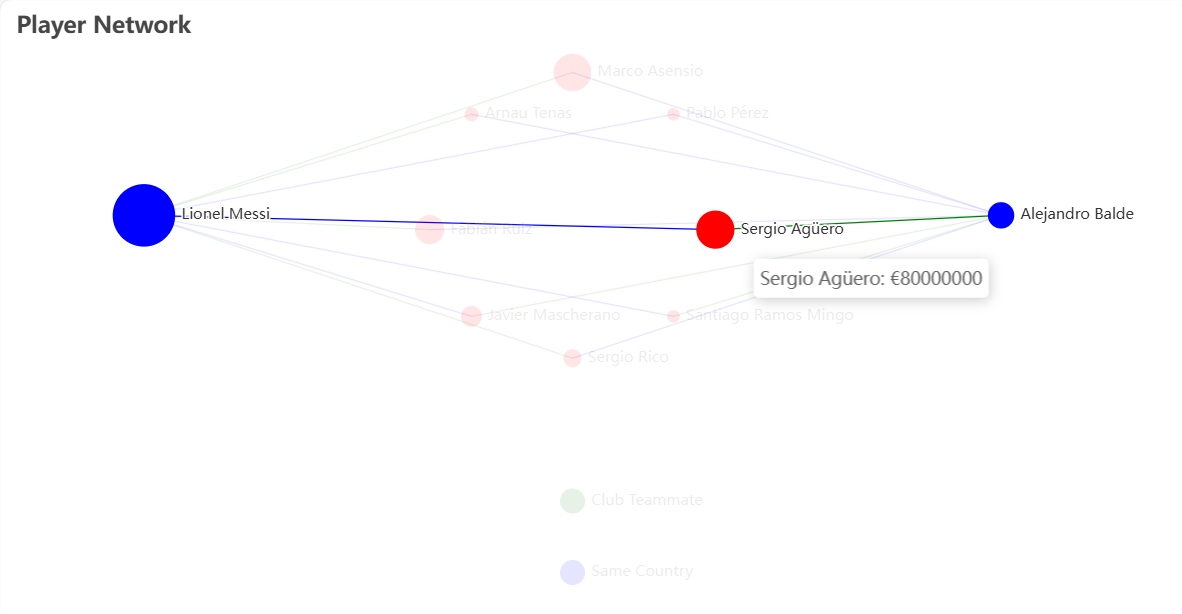 Player Network
Marco Asensio
Arnau Tenas
Pablo Pérez
Lionel Messi
Alejandro Balde
Fabián Ruiz
Sergio Agüero
Sergio Agüero: €80000000
Javier Mascherano
Santiago Ramos Mingo
Sergio Rico
Club Teammate
Same Country